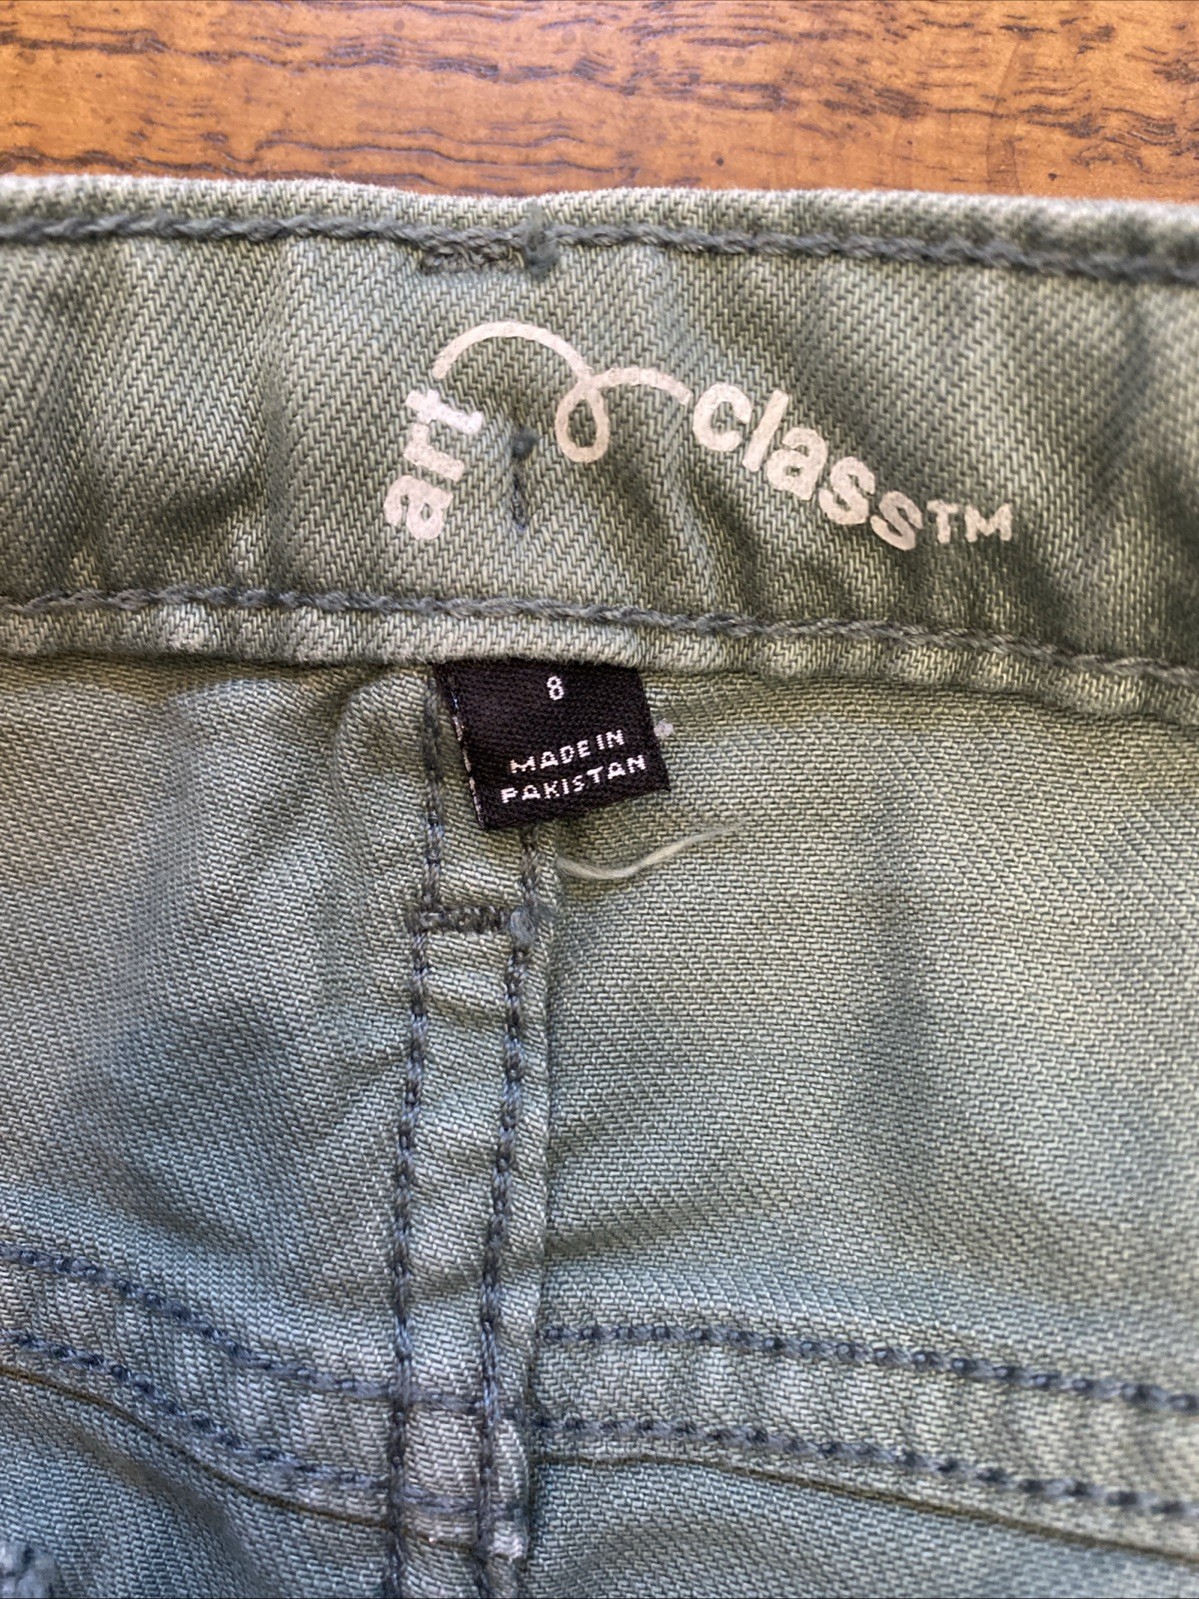 art class™
8
MADE IN
PAKISTAN